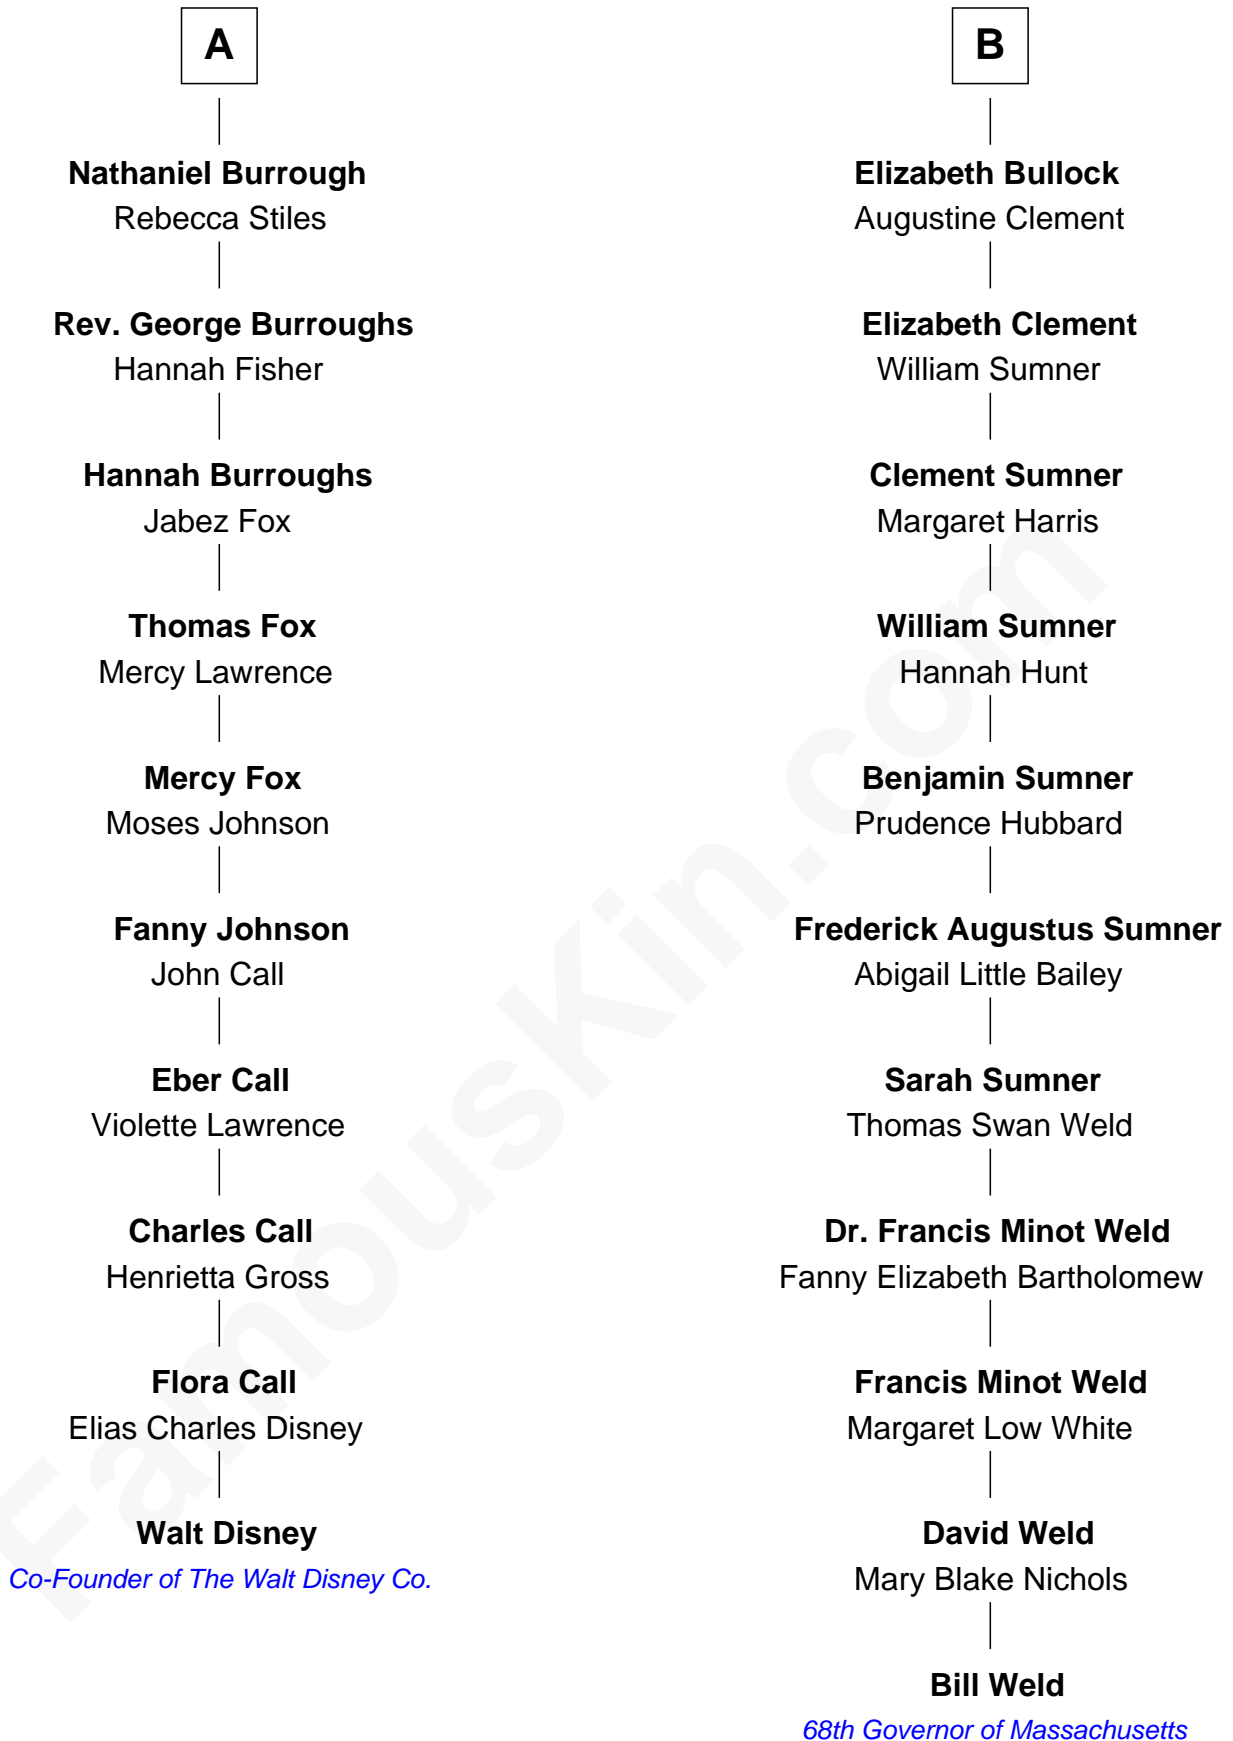 A
Nathaniel Burrough
Rebecca Stiles
Rev. George Burroughs
Hannah Fisher
Hannah Burroughs
Jabez Fox
Thomas Fox
Mercy Lawrence
Mercy Fox
Moses Johnson
Fanny Johnson
John Call
Eber Call
Violette Lawrence
Charles Call
Henrietta Gross
Flora Call
Elias Charles Disney
Walt Disney
Co-Founder of The Walt Disney Co.
B
Elizabeth Bullock
Augustine Clement
Elizabeth Clement
William Sumner
Clement Sumner
Margaret Harris
William Sumner
Hannah Hunt
Benjamin Sumner
Prudence Hubbard
Frederick Augustus Sumner
Abigail Little Bailey
Sarah Sumner
Thomas Swan Weld
Dr. Francis Minot Weld
Fanny Elizabeth Bartholomew
Francis Minot Weld
Margaret Low White
David Weld
Mary Blake Nichols
Bill Weld
68th Governor of Massachusetts
FamousKin.com